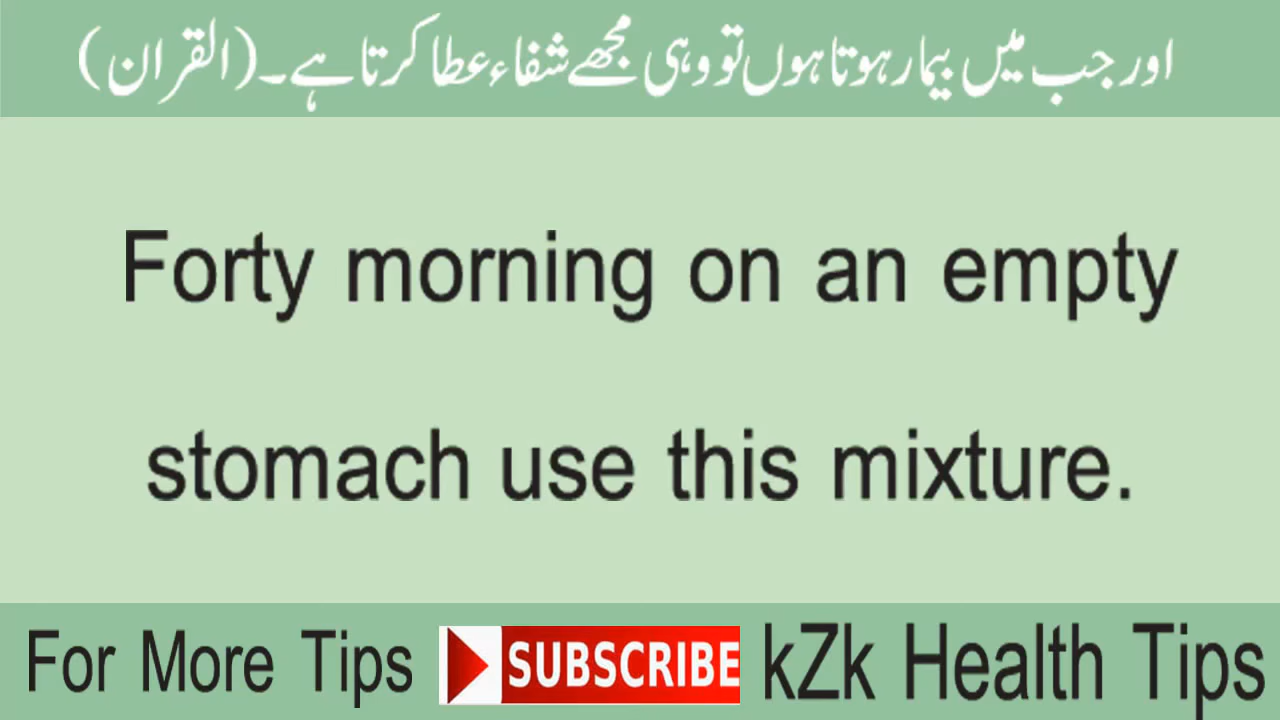 اور جب میں بیمار ہوتا ہوں تو وہی مجھے شفاء عطا کرتا ہے۔ (القران)
Forty morning on an empty
stomach use this mixture.
For More Tips SUBSCRIBE kZk Health Tips